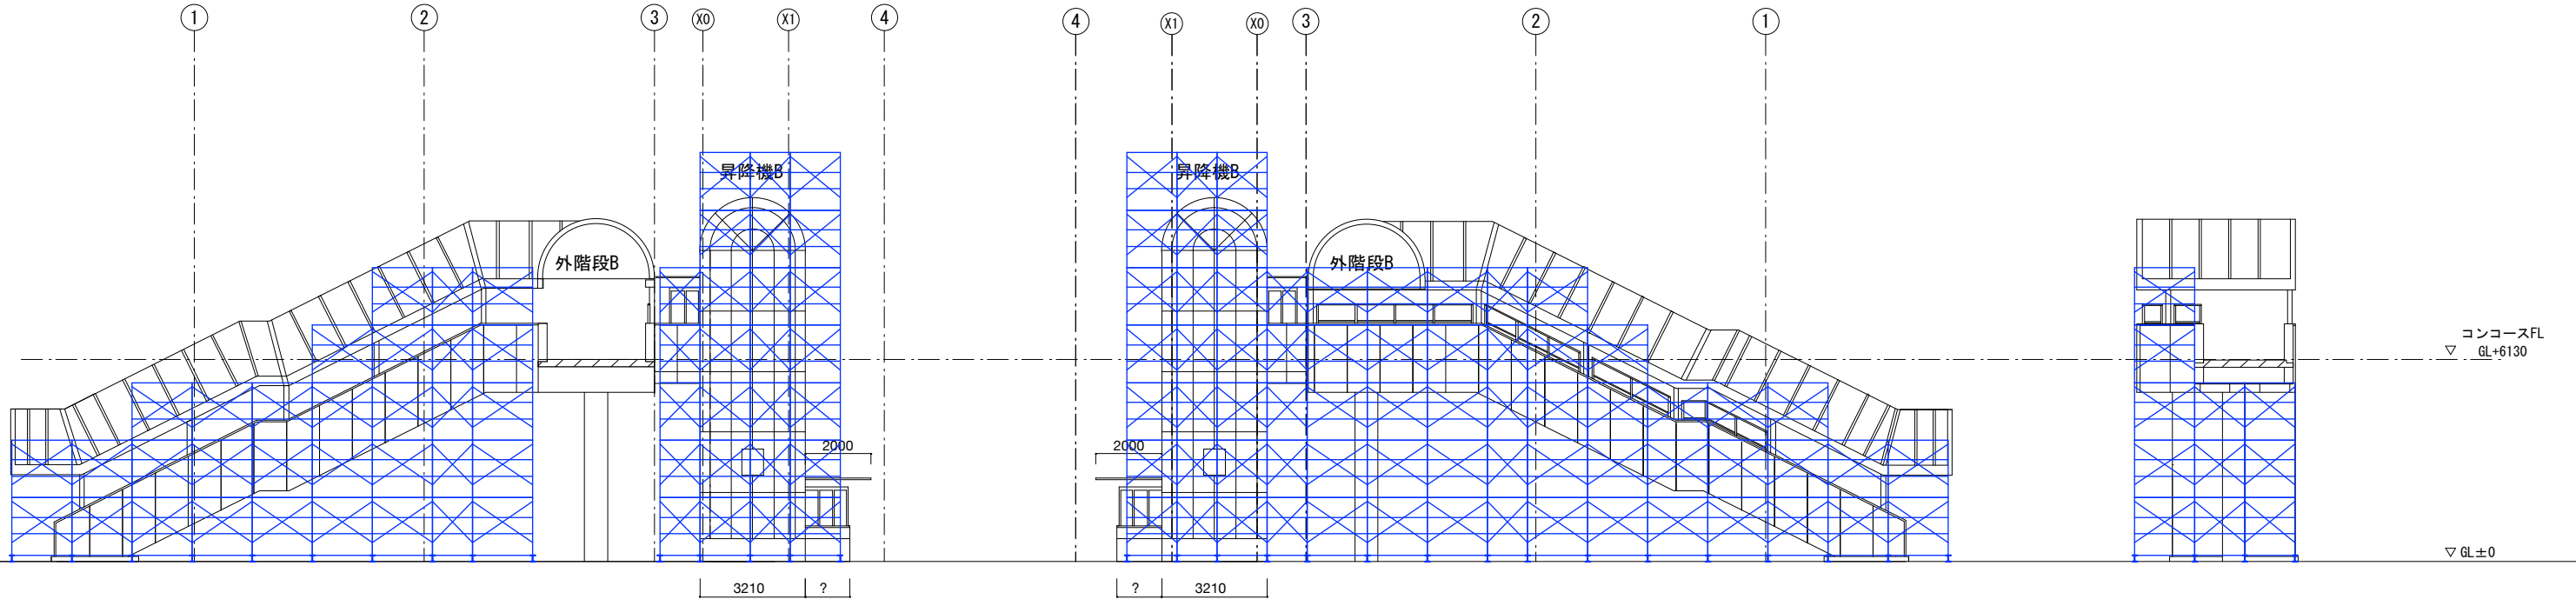 1 2 3 X0 X1 4 4 X1 X0 3 2 1
昇降機B 昇降機B
外階段B 外階段B
コンコースFL
▽ GL+6130
2000 2000
▽ GL±0
3210 ? ? 3210